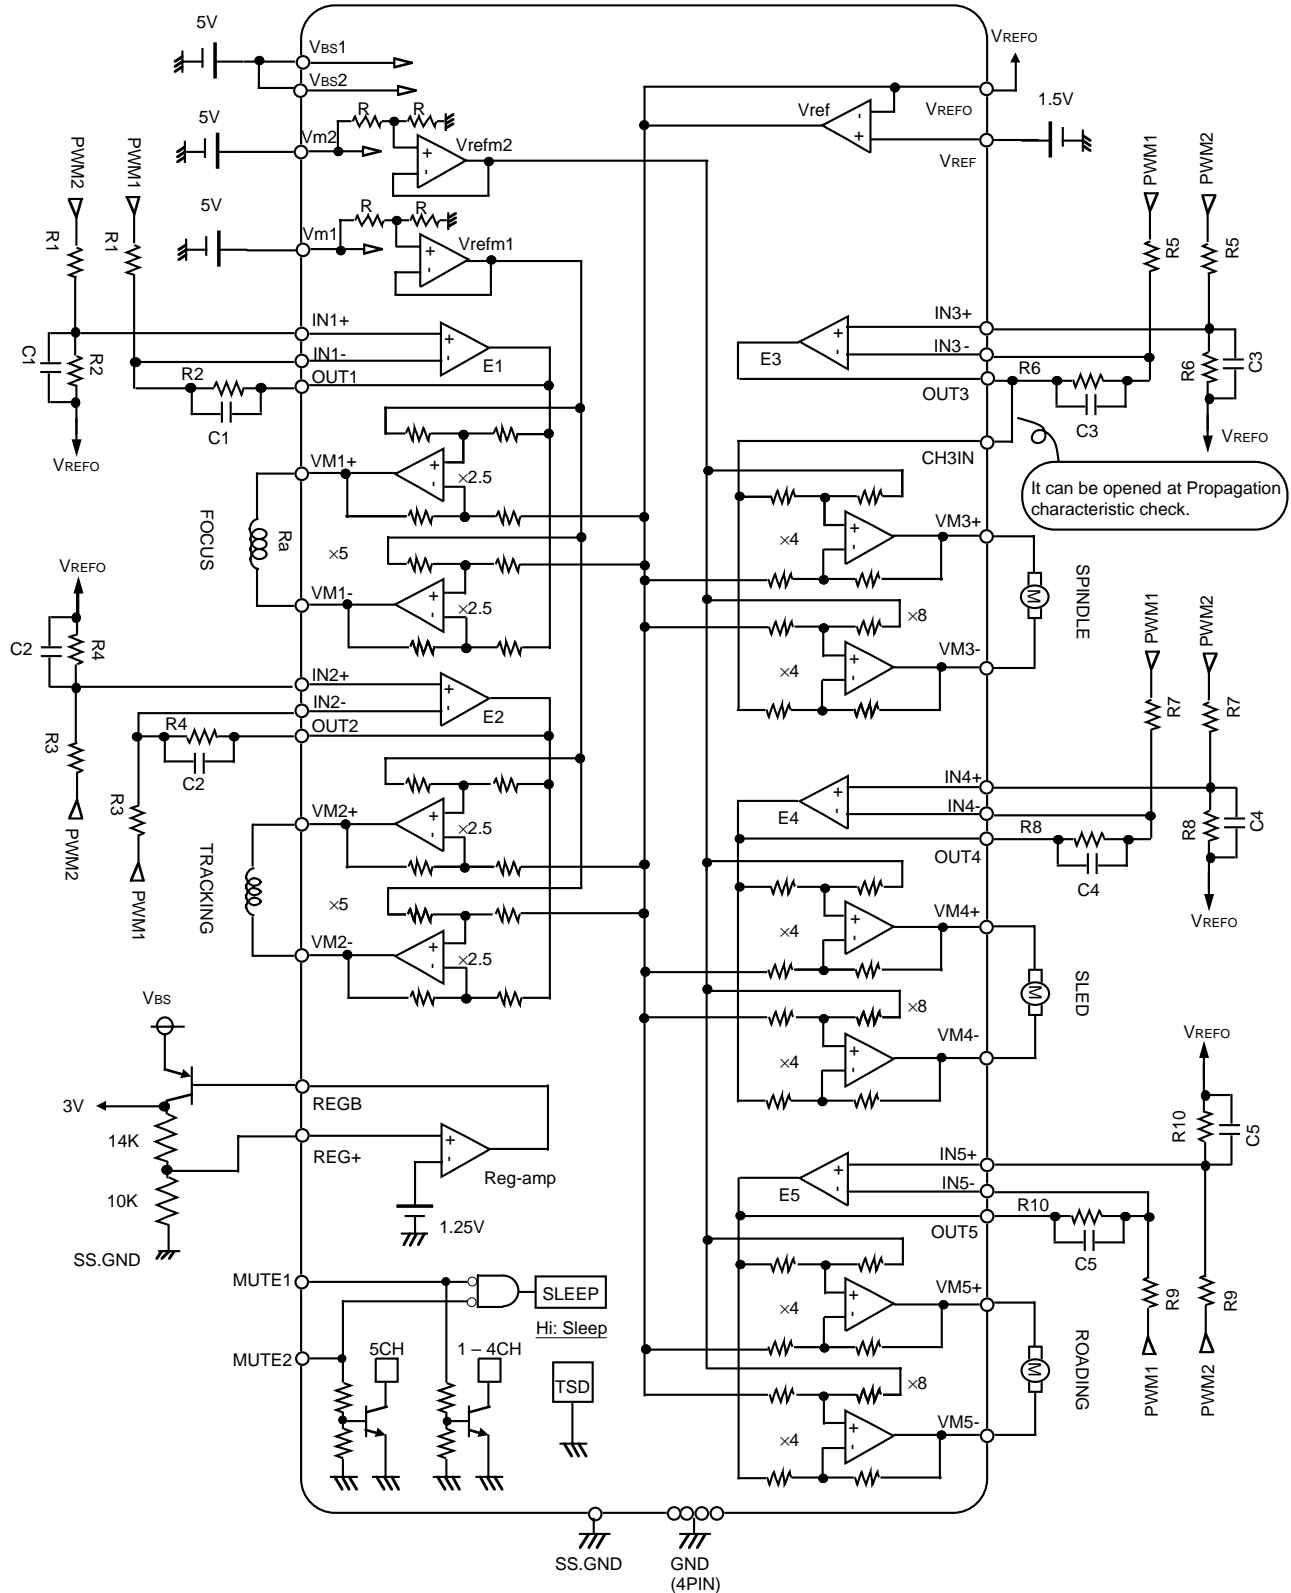 5V
VBS1
VBS2
R
R
5V
Vm2
Vrefm2
PWM2
PWM1
R
R
5V
Vm1
Vrefm1
R1
R1
+
-
+
-
IN1+
IN1-
OUT1
E1
+
-
C1
R2
R2
C1
VREFO
VM1+
×2.5
+
-
FOCUS
Ra
×5
VM1-
×2.5
+
-
VREFO
C2
R4
IN2+
IN2-
OUT2
E2
+
-
R4
C2
R3
R3
PWM2
PWM1
VM2+
×2.5
+
-
TRACKING
×5
VM2-
×2.5
+
-
VBS
REGB
3V
14K
REG+
+
-
Reg-amp
10K
1.25V
SS.GND
MUTE1
SLEEP
Hi: Sleep
MUTE2
5CH
1 – 4CH
TSD
SS.GND
GND
(4PIN)
VREFO
Vref
-
+
VREFO
1.5V
VREF
PWM1
PWM2
R5
R5
IN3+
IN3-
E3
+
-
OUT3
R6
C3
R6
C3
VREFO
CH3IN
It can be opened at Propagation
characteristic check.
×4
+
-
VM3+
SPINDLE
M
×8
×4
+
-
VM3-
PWM1
PWM2
R7
R7
IN4+
IN4-
E4
+
-
OUT4
R8
C4
R8
C4
VREFO
×4
+
-
VM4+
SLED
M
×8
×4
+
-
VM4-
VREFO
R10
C5
IN5+
IN5-
E5
+
-
OUT5
R10
C5
R9
R9
PWM1
PWM2
×4
+
-
VM5+
ROADING
M
×8
×4
+
-
VM5-